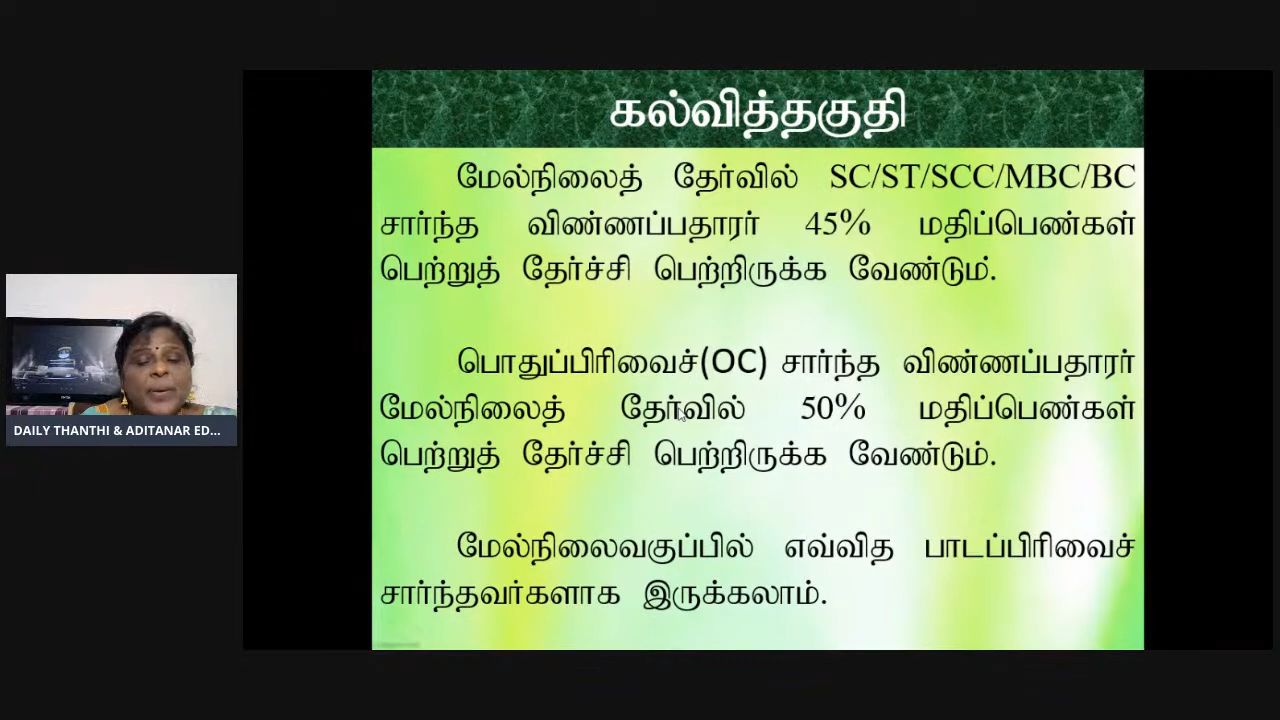 கல்வித்தகுதி
மேல்நிலைத் தேர்வில் SC/ST/SCC/MBC/BC
சார்ந்த விண்ணப்பதாரர் 45% மதிப்பெண்கள்
பெற்றுத் தேர்ச்சி பெற்றிருக்க வேண்டும்.
பொதுப்பிரிவைச்(OC) சார்ந்த விண்ணப்பதாரர்
மேல்நிலைத் தேர்வில் 50% மதிப்பெண்கள்
பெற்றுத் தேர்ச்சி பெற்றிருக்க வேண்டும்.
மேல்நிலைவகுப்பில் எவ்வித பாடப்பிரிவைச்
சார்ந்தவர்களாக இருக்கலாம்.
DAILY THANTHI & ADITANAR ED...